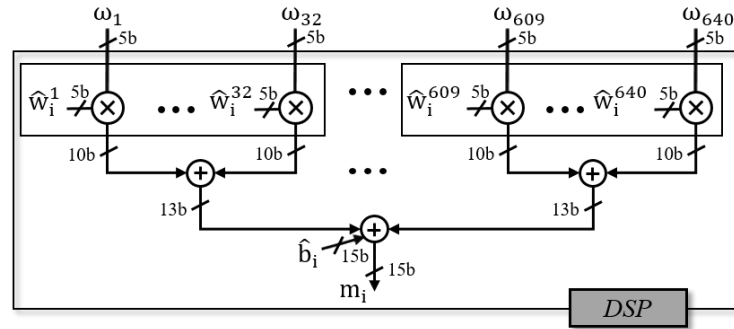 ω₁ ω₃₂ ω₆₀₉ ω₆₄₀
5b 5b 5b 5b
ŵᵢ¹ 5b ••• ŵᵢ³² 5b ••• ŵᵢ⁶⁰⁹ 5b ••• ŵᵢ⁶⁴⁰ 5b
10b 10b ••• 10b 10b
13b 13b
b̂ᵢ 15b
15b
mᵢ
DSP